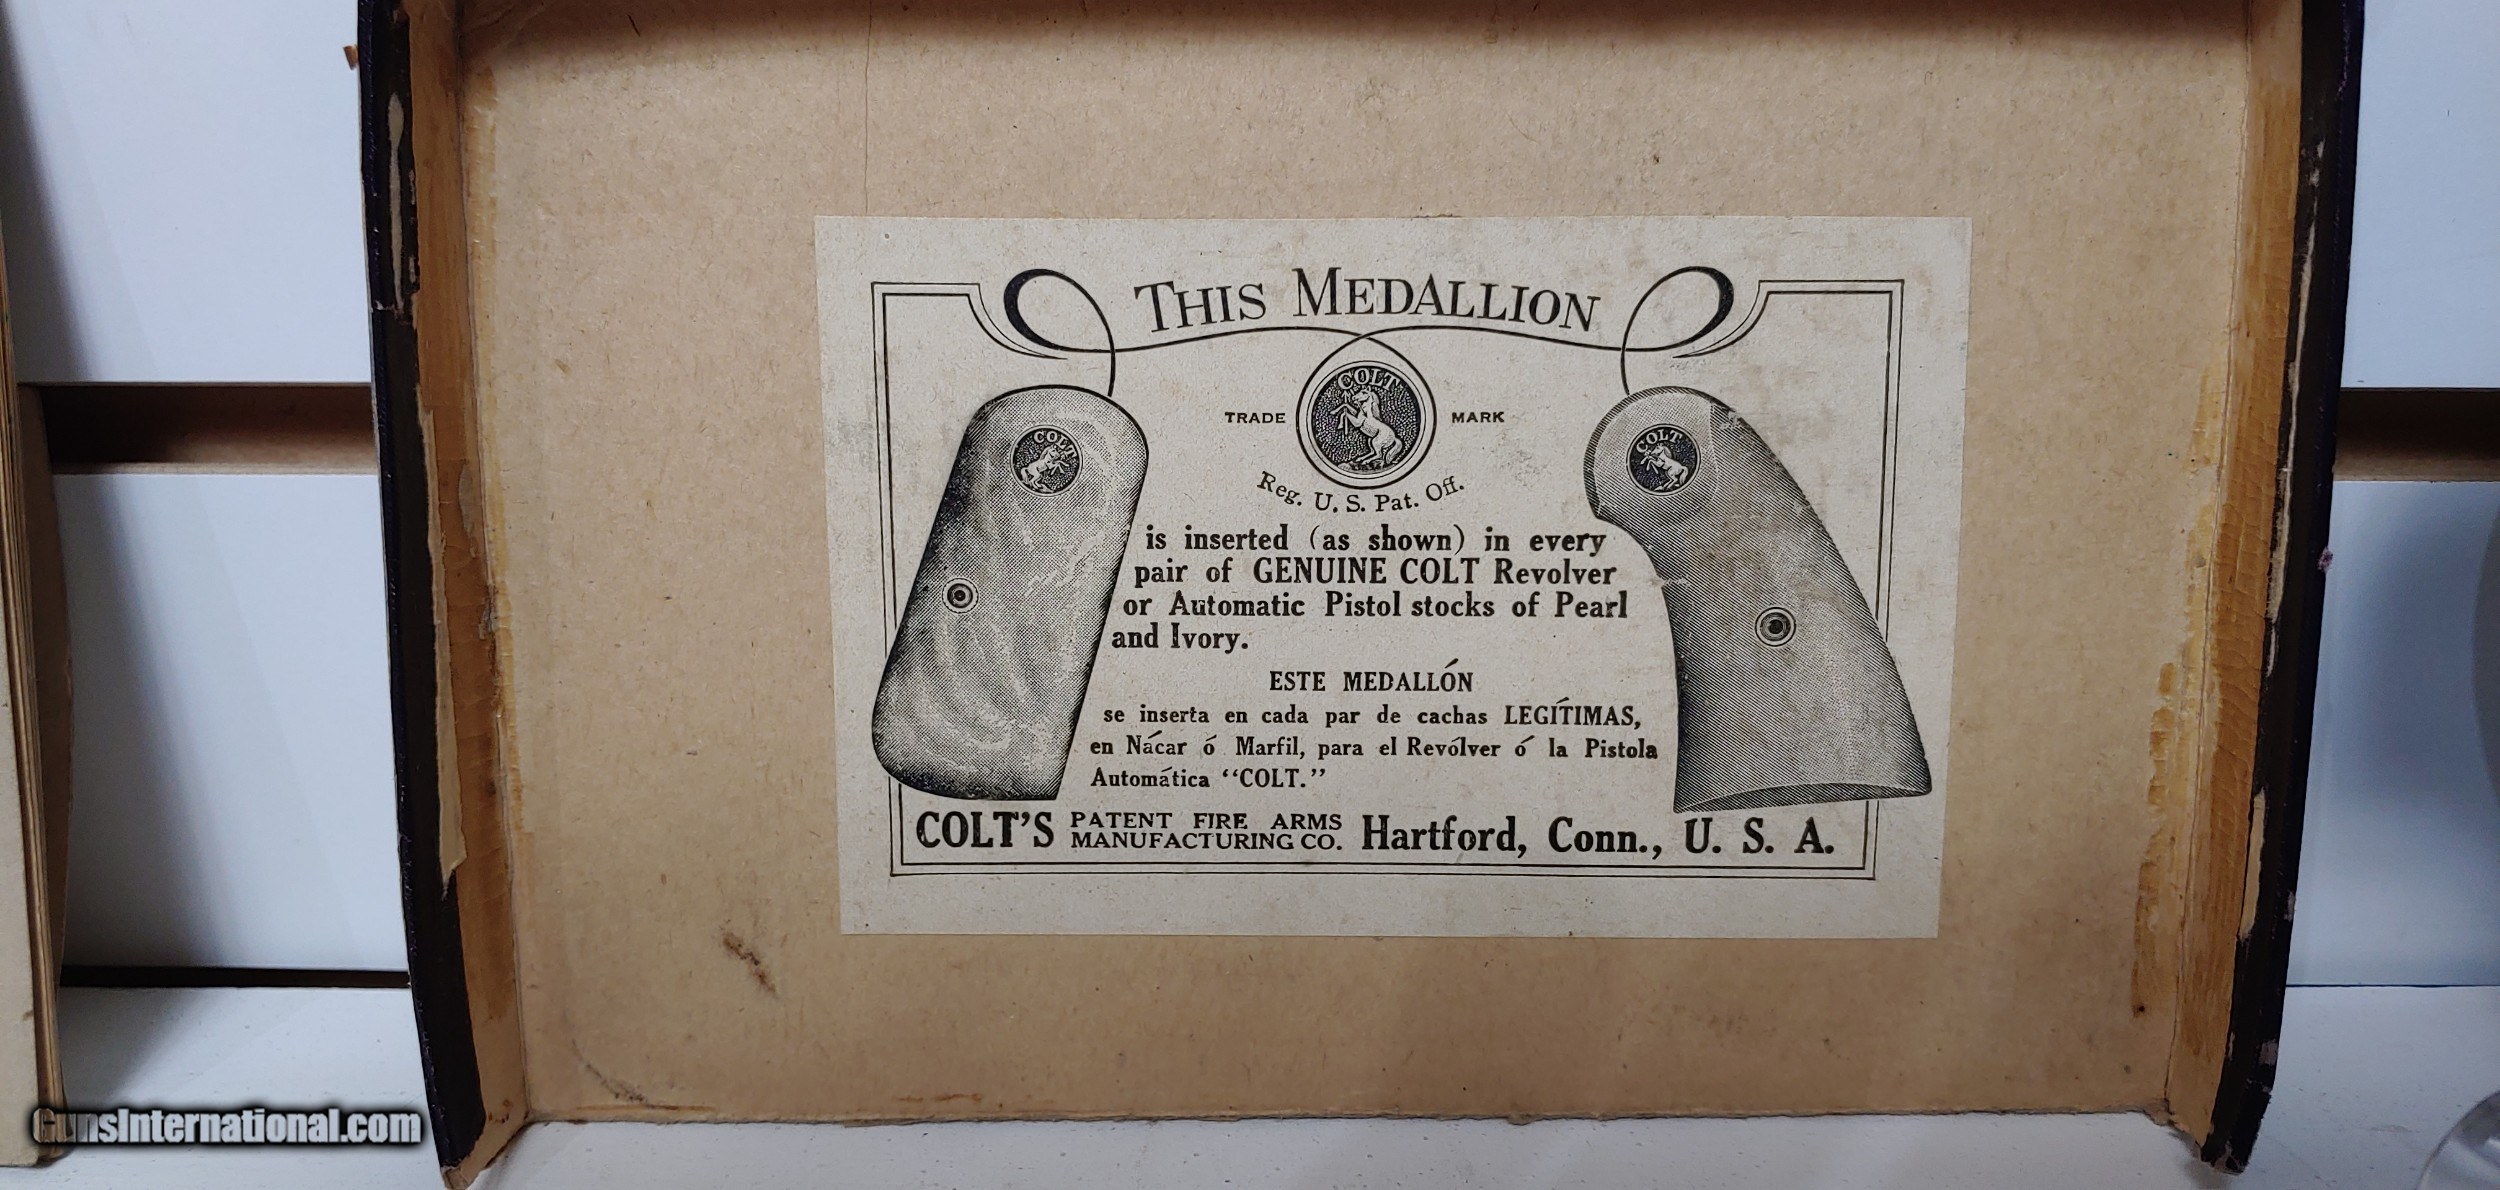 THIS MEDALLION
COLT
TRADE MARK
COLT
COLT
Reg. U. S. Pat. Off.
is inserted (as shown) in every
pair of GENUINE COLT Revolver
or Automatic Pistol stocks of Pearl
and Ivory.
ESTE MEDALLÓN
se inserta en cada par de cachas LEGÍTIMAS,
en Nácar ó Marfil, para el Revólver ó la Pistola
Automática “COLT.”
COLT’S PATENT FIRE ARMS MANUFACTURING CO. Hartford, Conn., U. S. A.
GunsInternational.com